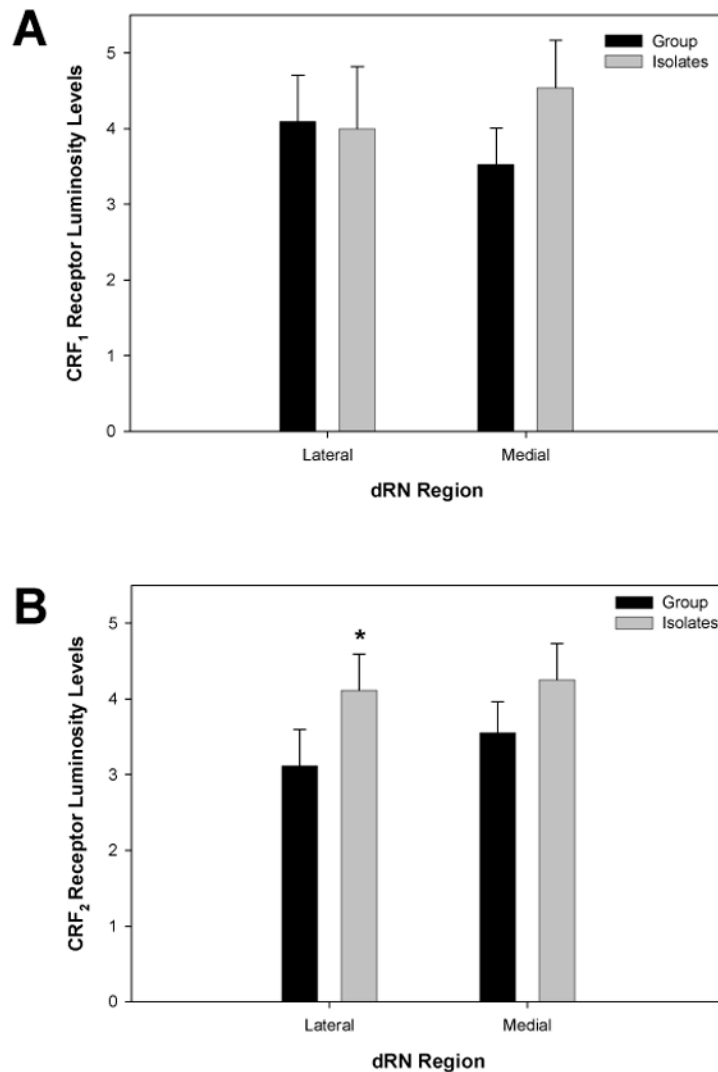 A
Group
Isolates
5
4
3
2
1
0
CRF₁ Receptor Luminosity Levels
Lateral Medial
dRN Region
B
Group
Isolates
5
*
4
3
2
1
0
CRF₂ Receptor Luminosity Levels
Lateral Medial
dRN Region